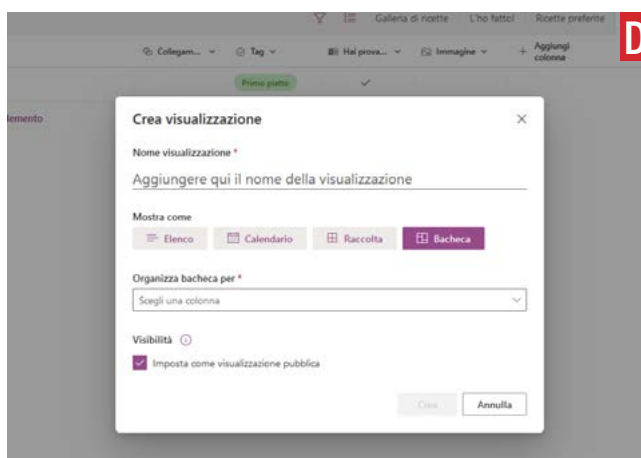 Galleria di ricette L'ho fatto! Ricette preferite
D
Collegam... Tag Hai prova... Immagine + Aggiungi colonna
Primo piatto
lemento
Crea visualizzazione
Nome visualizzazione *
Aggiungere qui il nome della visualizzazione
Mostra come
Elenco Calendario Raccolta Bacheca
Organizza bacheca per *
Scegli una colonna
Visibilità
Imposta come visualizzazione pubblica
Crea Annulla